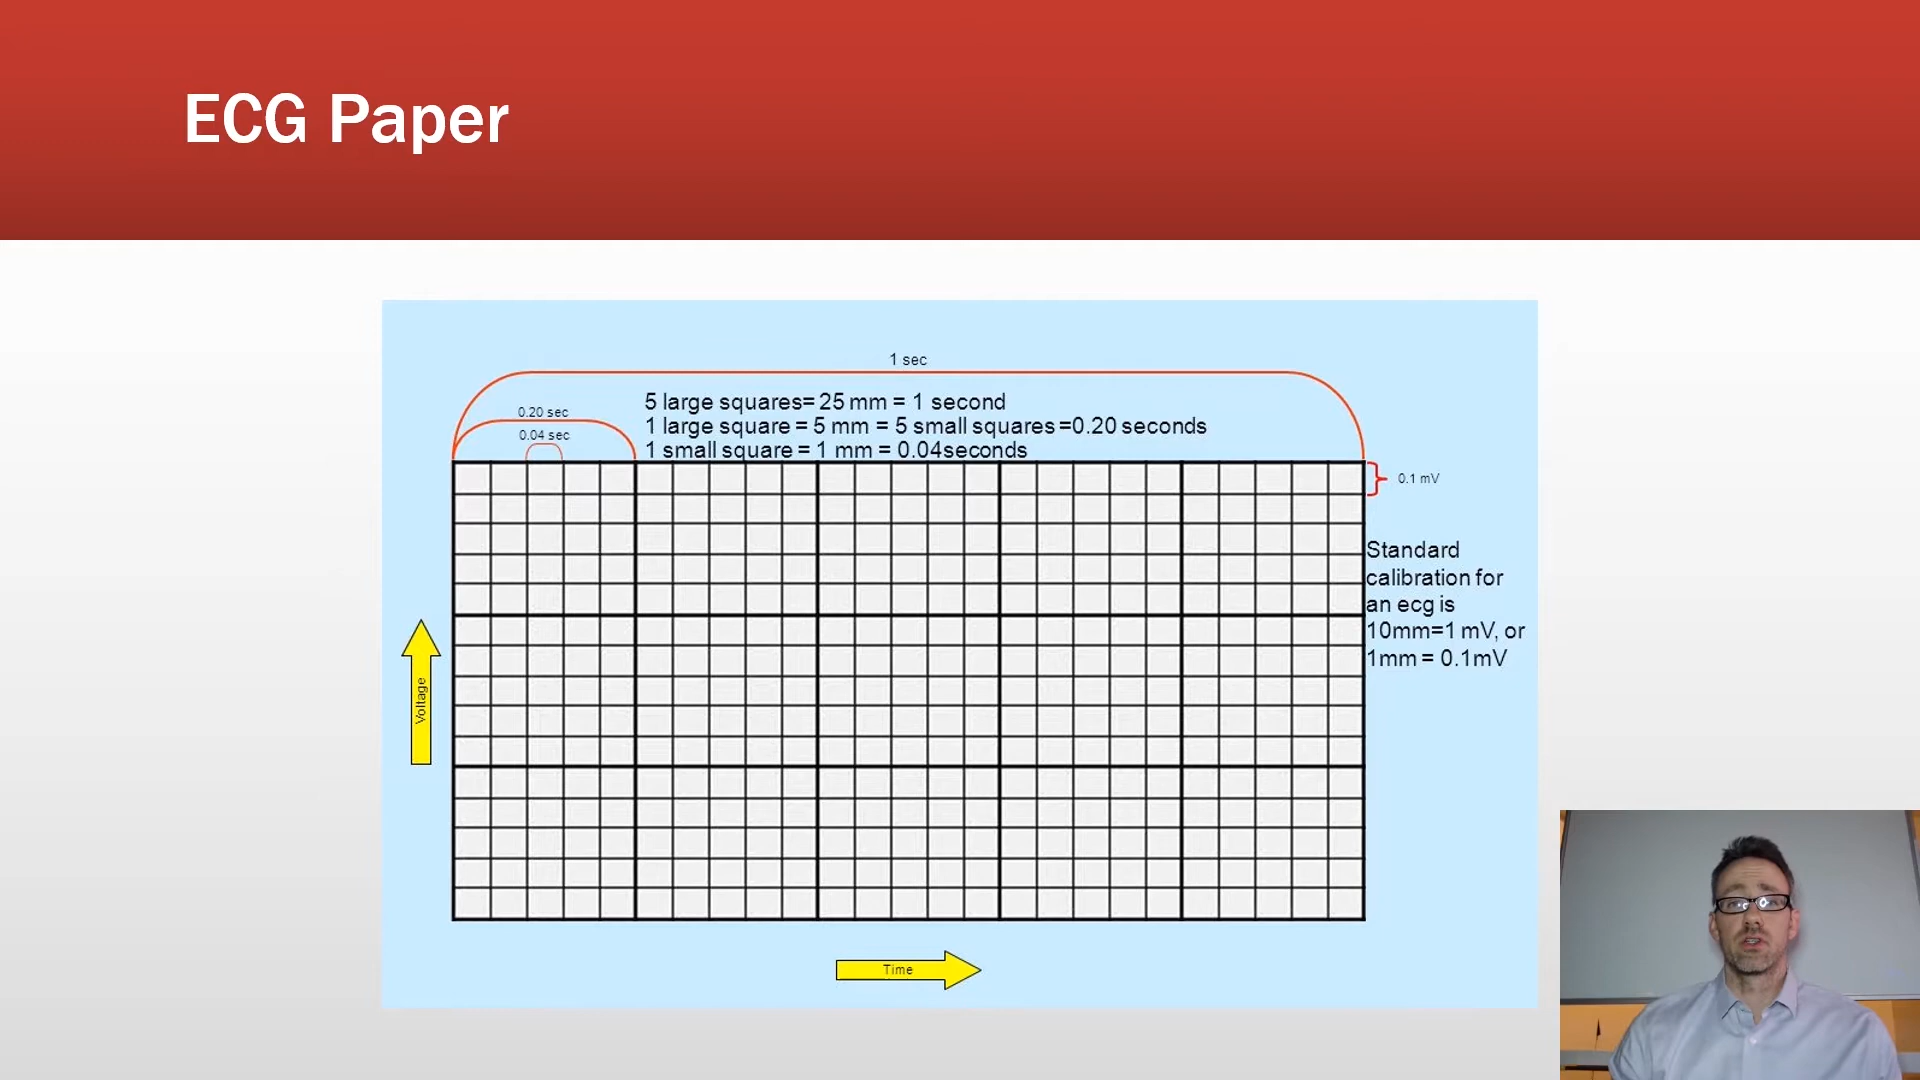 ECG Paper
1 sec
5 large squares= 25 mm = 1 second
0.20 sec
1 large square = 5 mm = 5 small squares =0.20 seconds
0.04 sec
1 small square = 1 mm = 0.04seconds
0.1 mV
Standard
calibration for
an ecg is
10mm=1 mV, or
1mm = 0.1mV
Voltage
Time